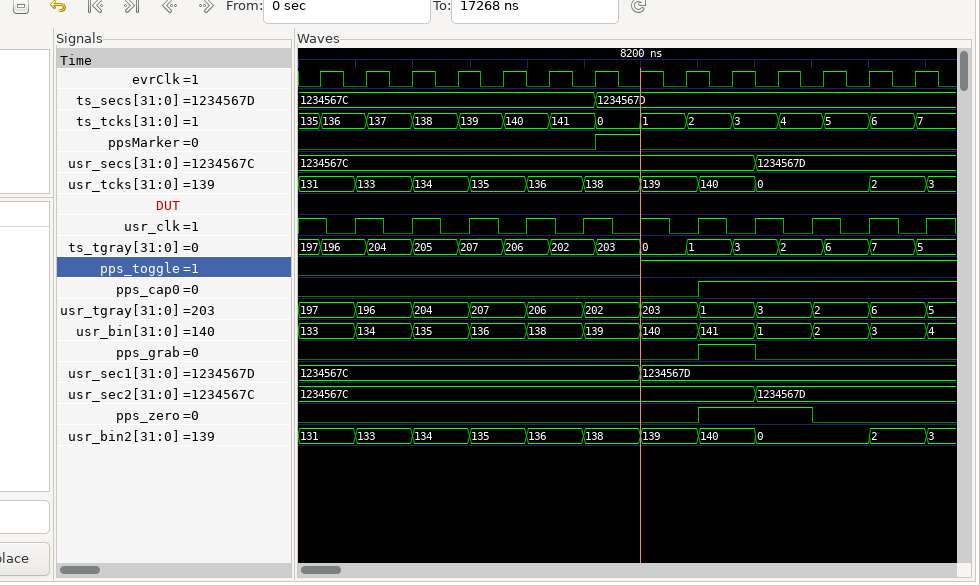 From: 0 sec To: 17268 ns
Signals Waves
Time 8200 ns
evrClk=1
ts_secs[31:0]=1234567D 1234567C 1234567D
ts_tcks[31:0]=1 135 136 137 138 139 140 141 0 1 2 3 4 5 6 7
ppsMarker=0
usr_secs[31:0]=1234567C 1234567C 1234567D
usr_tcks[31:0]=139 131 133 134 135 136 138 139 140 0 2 3
DUT
usr_clk=1
ts_tgray[31:0]=0 197 196 204 205 207 206 202 203 0 1 3 2 6 7 5
pps_toggle=1
pps_cap0=0
usr_tgray[31:0]=203 197 196 204 207 206 202 203 1 3 2 6 5
usr_bin[31:0]=140 133 134 135 136 138 139 140 141 1 2 3 4
pps_grab=0
usr_sec1[31:0]=1234567D 1234567C 1234567D
usr_sec2[31:0]=1234567C 1234567C 1234567D
pps_zero=0
usr_bin2[31:0]=139 131 133 134 135 136 138 139 140 0 2 3
lace